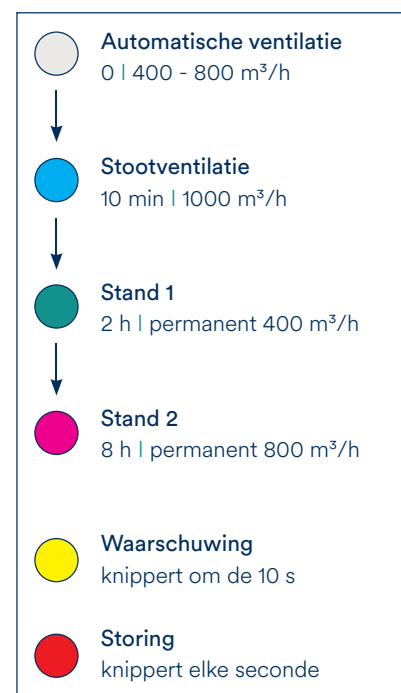 Automatische ventilatie
0 | 400 - 800 m³/h
Stootventilatie
10 min | 1000 m³/h
Stand 1
2 h | permanent 400 m³/h
Stand 2
8 h | permanent 800 m³/h
Waarschuwing
knippert om de 10 s
Storing
knippert elke seconde